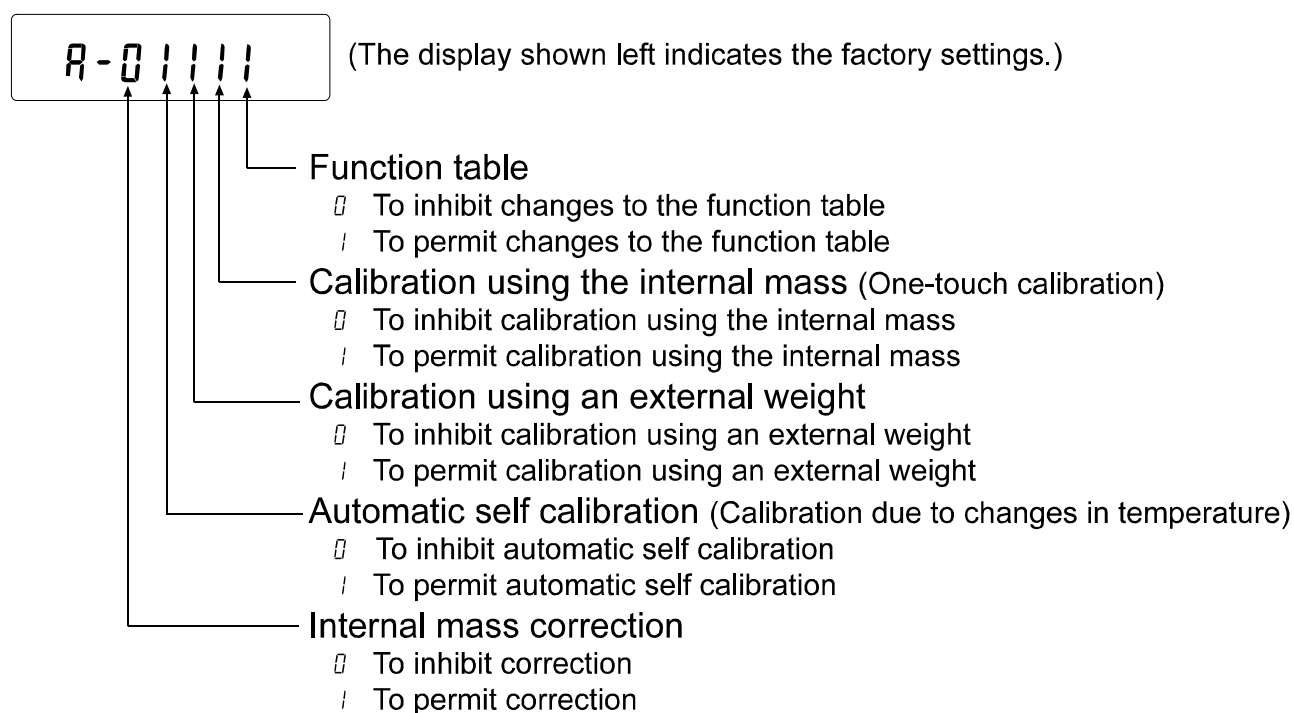 A-01111 (The display shown left indicates the factory settings.)
Function table
0 To inhibit changes to the function table
1 To permit changes to the function table
Calibration using the internal mass (One-touch calibration)
0 To inhibit calibration using the internal mass
1 To permit calibration using the internal mass
Calibration using an external weight
0 To inhibit calibration using an external weight
1 To permit calibration using an external weight
Automatic self calibration (Calibration due to changes in temperature)
0 To inhibit automatic self calibration
1 To permit automatic self calibration
Internal mass correction
0 To inhibit correction
1 To permit correction